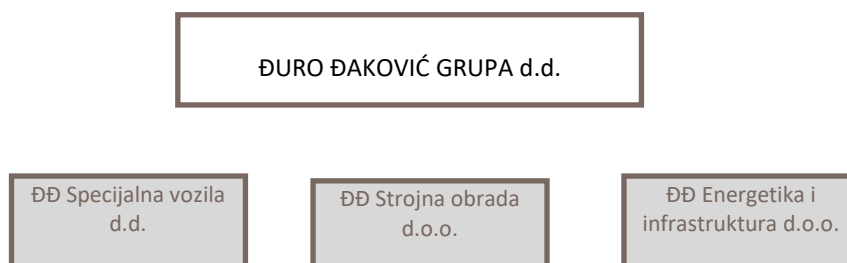 ĐURO ĐAKOVIĆ GRUPA d.d.
ĐĐ Specijalna vozila
d.d.
ĐĐ Strojna obrada
d.o.o.
ĐĐ Energetika i
infrastruktura d.o.o.